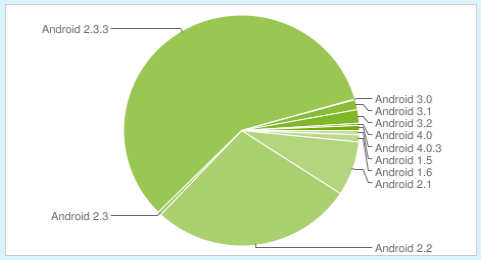 Android 2.3.3
Android 3.0
Android 3.1
Android 3.2
Android 4.0
Android 4.0.3
Android 1.5
Android 1.6
Android 2.1
Android 2.3
Android 2.2